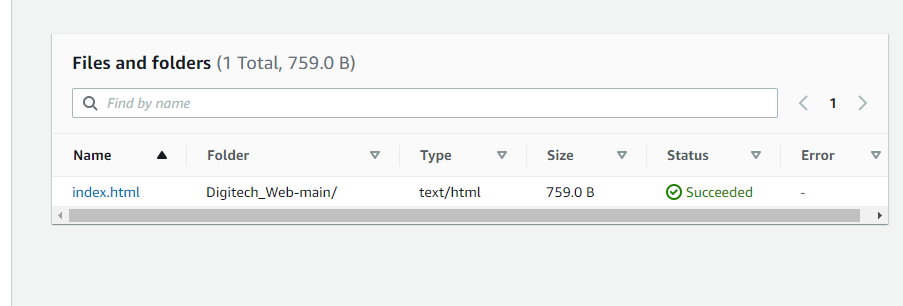 Files and folders (1 Total, 759.0 B)
Find by name
1
Name Folder Type Size Status Error
index.html Digitech_Web-main/ text/html 759.0 B Succeeded -